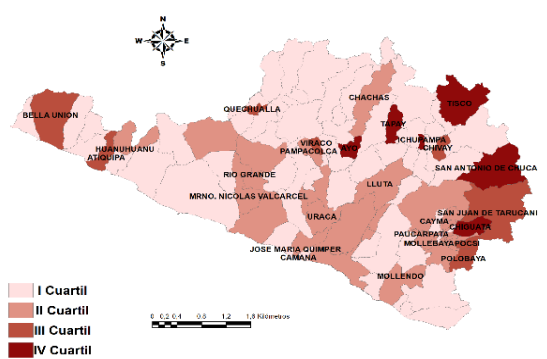 N
W E
S
BELLA UNION
QUECHUALLA
CHACHAS
TISCO
TAPAY
HUANUHUANU
ATIQUIPA
VIRACO
PAMPACOLCA
AYO
ICHUPAMPA
CHIVAY
SAN ANTONIO DE CHUCA
RIO GRANDE
LLUTA
MRNO. NICOLAS VALCARCEL
URACA
SAN JUAN DE TARUCANI
CAYMA
CHIGUATA
PAUCARPATA
MOLLEBAYA
POCSI
JOSE MARIA QUIMPER
CAMANA
POLOBAYA
MOLLENDO
I Cuartil
II Cuartil
III Cuartil
IV Cuartil
0 0,2 0,4 0,8 1,2 1,6 Kilómetros